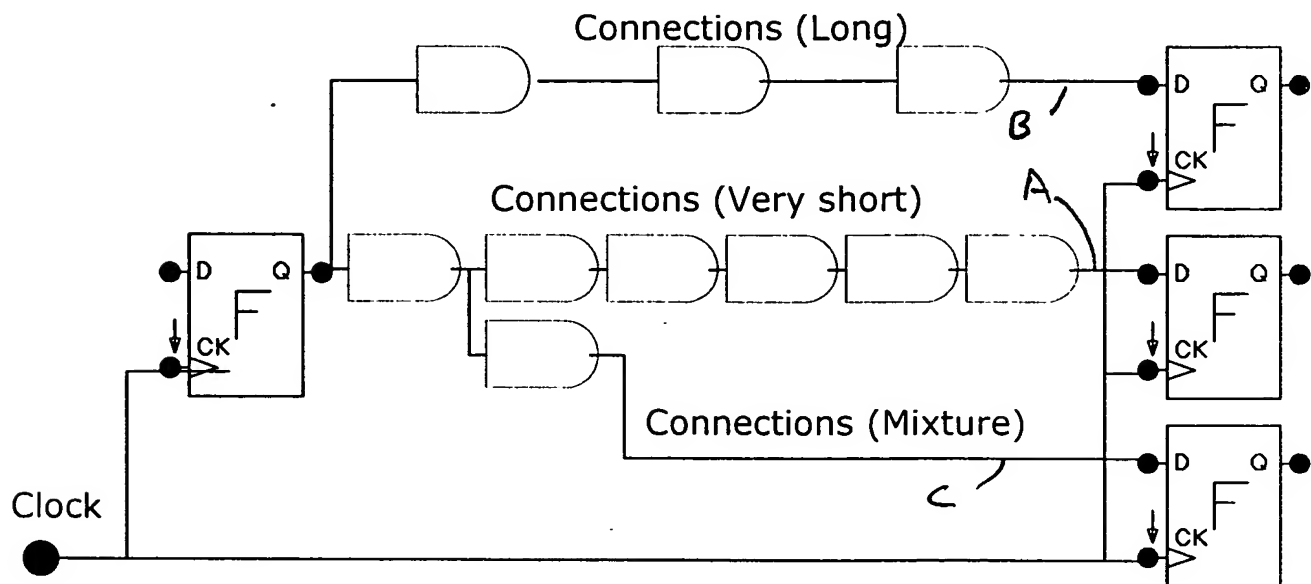 Connections (Long)
D Q
F
CK
B
Connections (Very short)
A
D Q
F
CK
D Q
F
CK
Connections (Mixture)
C
D Q
F
CK
Clock